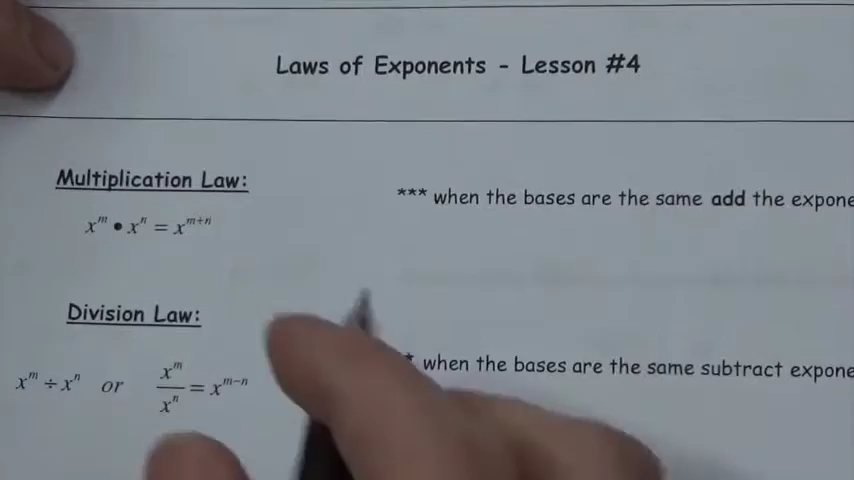 Laws of Exponents - Lesson #4
Multiplication Law:
*** when the bases are the same add the expone
x^m • x^n = x^{m+n}
Division Law:
* when the bases are the same subtract expone
x^m ÷ x^n or x^m/x^n = x^{m-n}